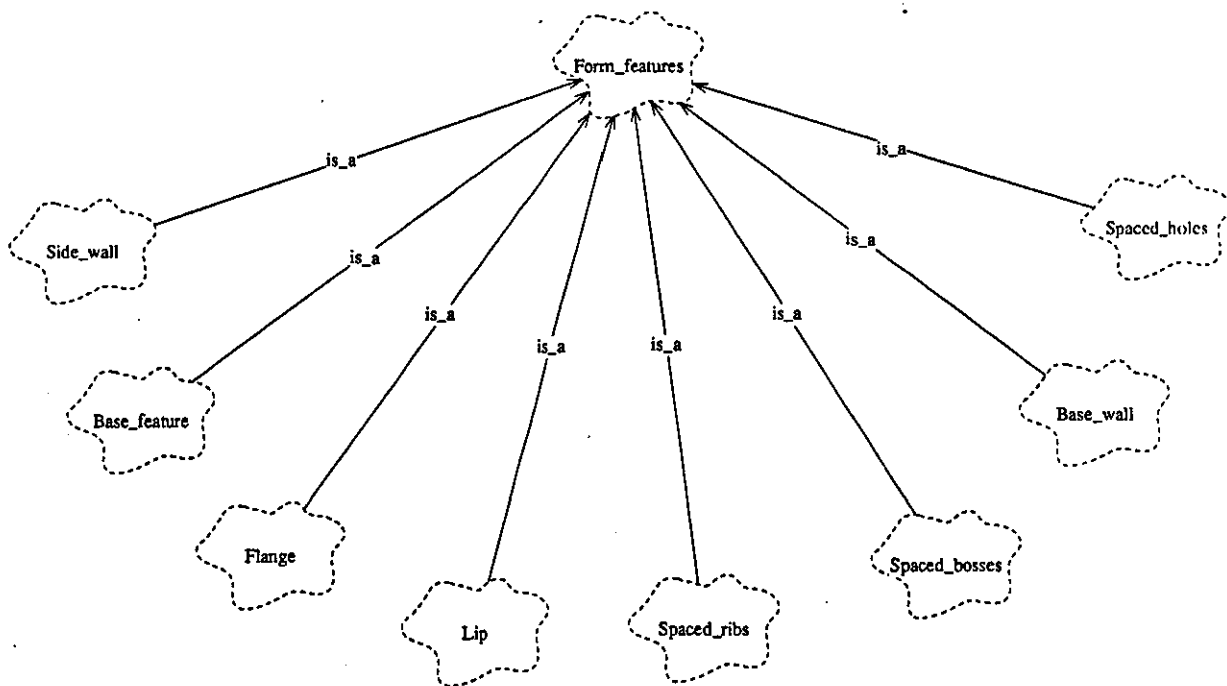 Form_features
is_a
is_a
Side_wall
Spaced_holes
is_a
is_a
is_a
is_a
is_a
is_a
Base_feature
Base_wall
Flange
Spaced_bosses
Lip
Spaced_ribs